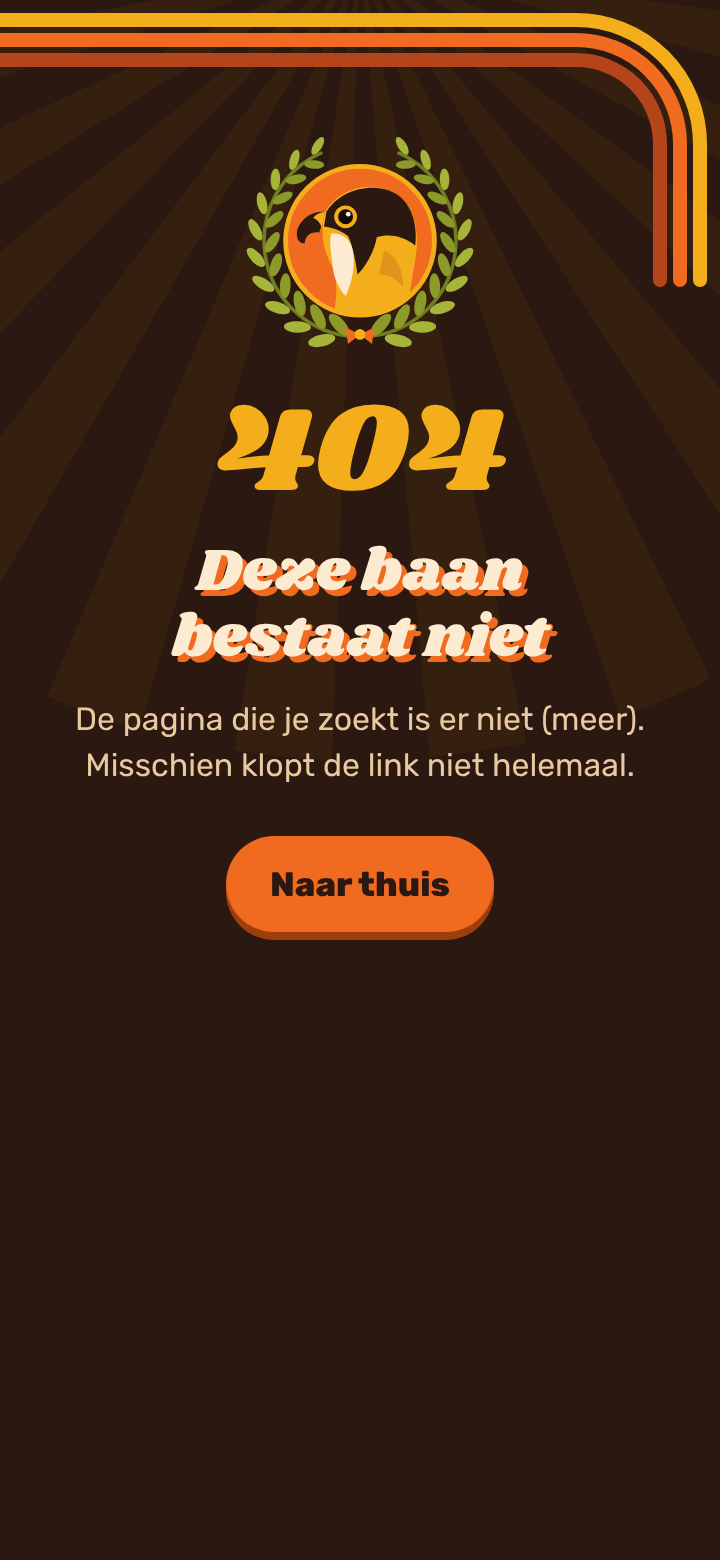 404
Deze baan
bestaat niet
De pagina die je zoekt is er niet (meer).
Misschien klopt de link niet helemaal.
Naar thuis